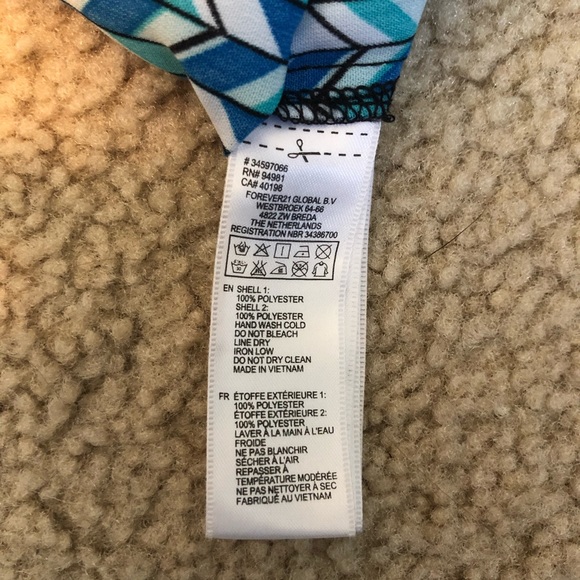 # 34597066
RN# 94981
CA# 40198
FOREVER21 GLOBAL B.V
WESTBROEK 64-66
4822 ZW BREDA
THE NETHERLANDS
REGISTRATION NBR 34386700
EN SHELL 1:
100% POLYESTER
SHELL 2:
100% POLYESTER
HAND WASH COLD
DO NOT BLEACH
LINE DRY
IRON LOW
DO NOT DRY CLEAN
MADE IN VIETNAM
FR ÉTOFFE EXTÉRIEURE 1:
100% POLYESTER
ÉTOFFE EXTÉRIEURE 2:
100% POLYESTER
LAVER À LA MAIN À L'EAU
FROIDE
NE PAS BLANCHIR
SÉCHER À L'AIR
REPASSER À
TEMPÉRATURE MODÉRÉE
NE PAS NETTOYER À SEC
FABRIQUÉ AU VIETNAM